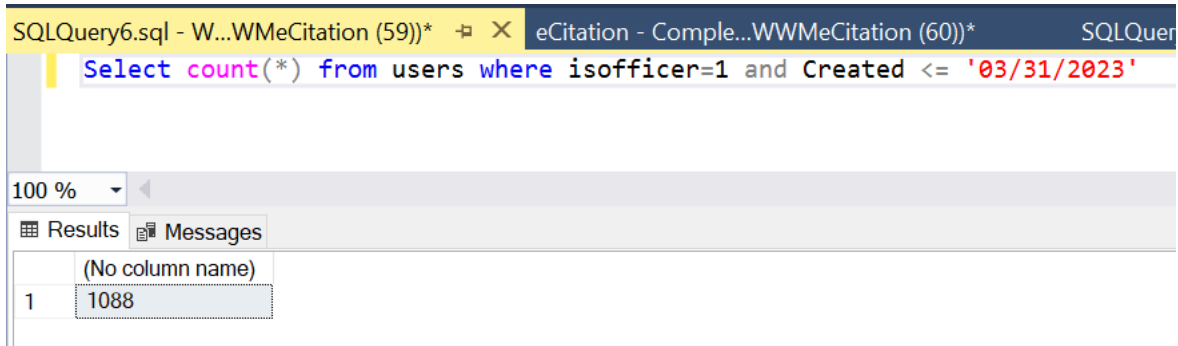 SQLQuery6.sql - W...WMeCitation (59))* eCitation - Comple...WWMeCitation (60))* SQLQuer
Select count(*) from users where isofficer=1 and Created <= '03/31/2023'
100 %
Results Messages
(No column name)
1 1088